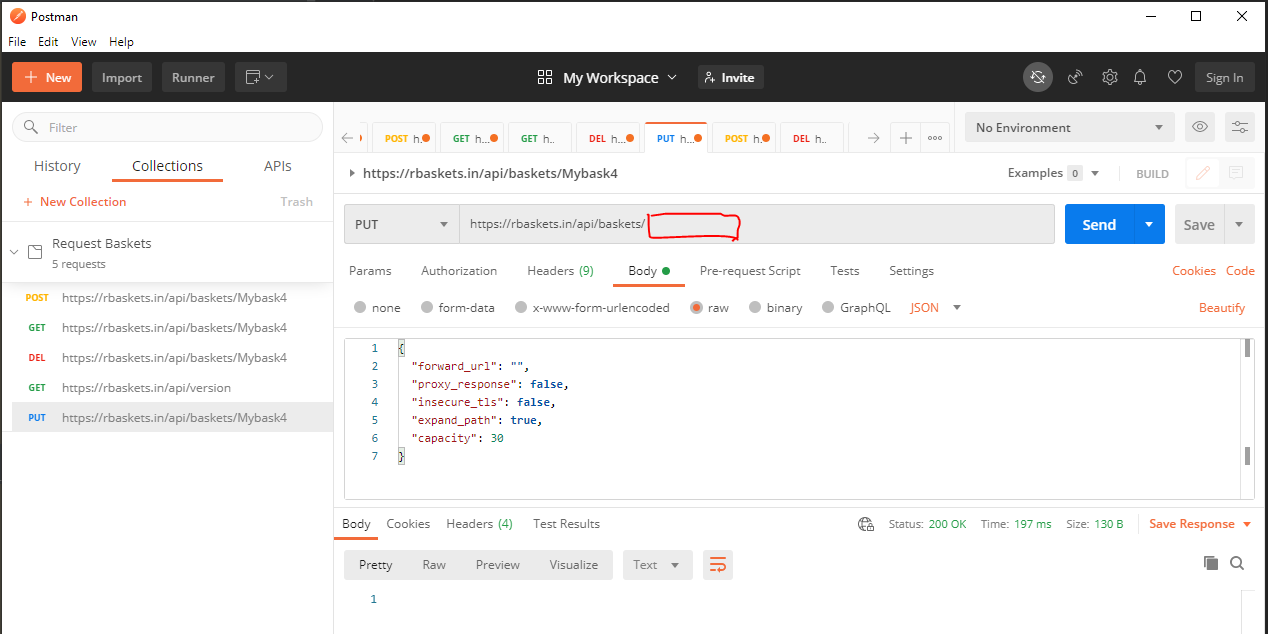 Postman
File Edit View Help
+ New Import Runner My Workspace Invite Sign In
Filter
History Collections APIs
+ New Collection Trash
Request Baskets
5 requests
POST https://rbaskets.in/api/baskets/Mybask4
GET https://rbaskets.in/api/baskets/Mybask4
DEL https://rbaskets.in/api/baskets/Mybask4
GET https://rbaskets.in/api/version
PUT https://rbaskets.in/api/baskets/Mybask4
POST h. GET h... GET h.. DEL h... PUT h... POST h. DEL h.. + ooo
No Environment
https://rbaskets.in/api/baskets/Mybask4 Examples 0 BUILD
PUT https://rbaskets.in/api/baskets/ Send Save
Params Authorization Headers (9) Body Pre-request Script Tests Settings Cookies Code
none form-data x-www-form-urlencoded raw binary GraphQL JSON Beautify
1 {
2 "forward_url": "",
3 "proxy_response": false,
4 "insecure_tls": false,
5 "expand_path": true,
6 "capacity": 30
7 }
Body Cookies Headers (4) Test Results Status: 200 OK Time: 197 ms Size: 130 B Save Response
Pretty Raw Preview Visualize Text
1